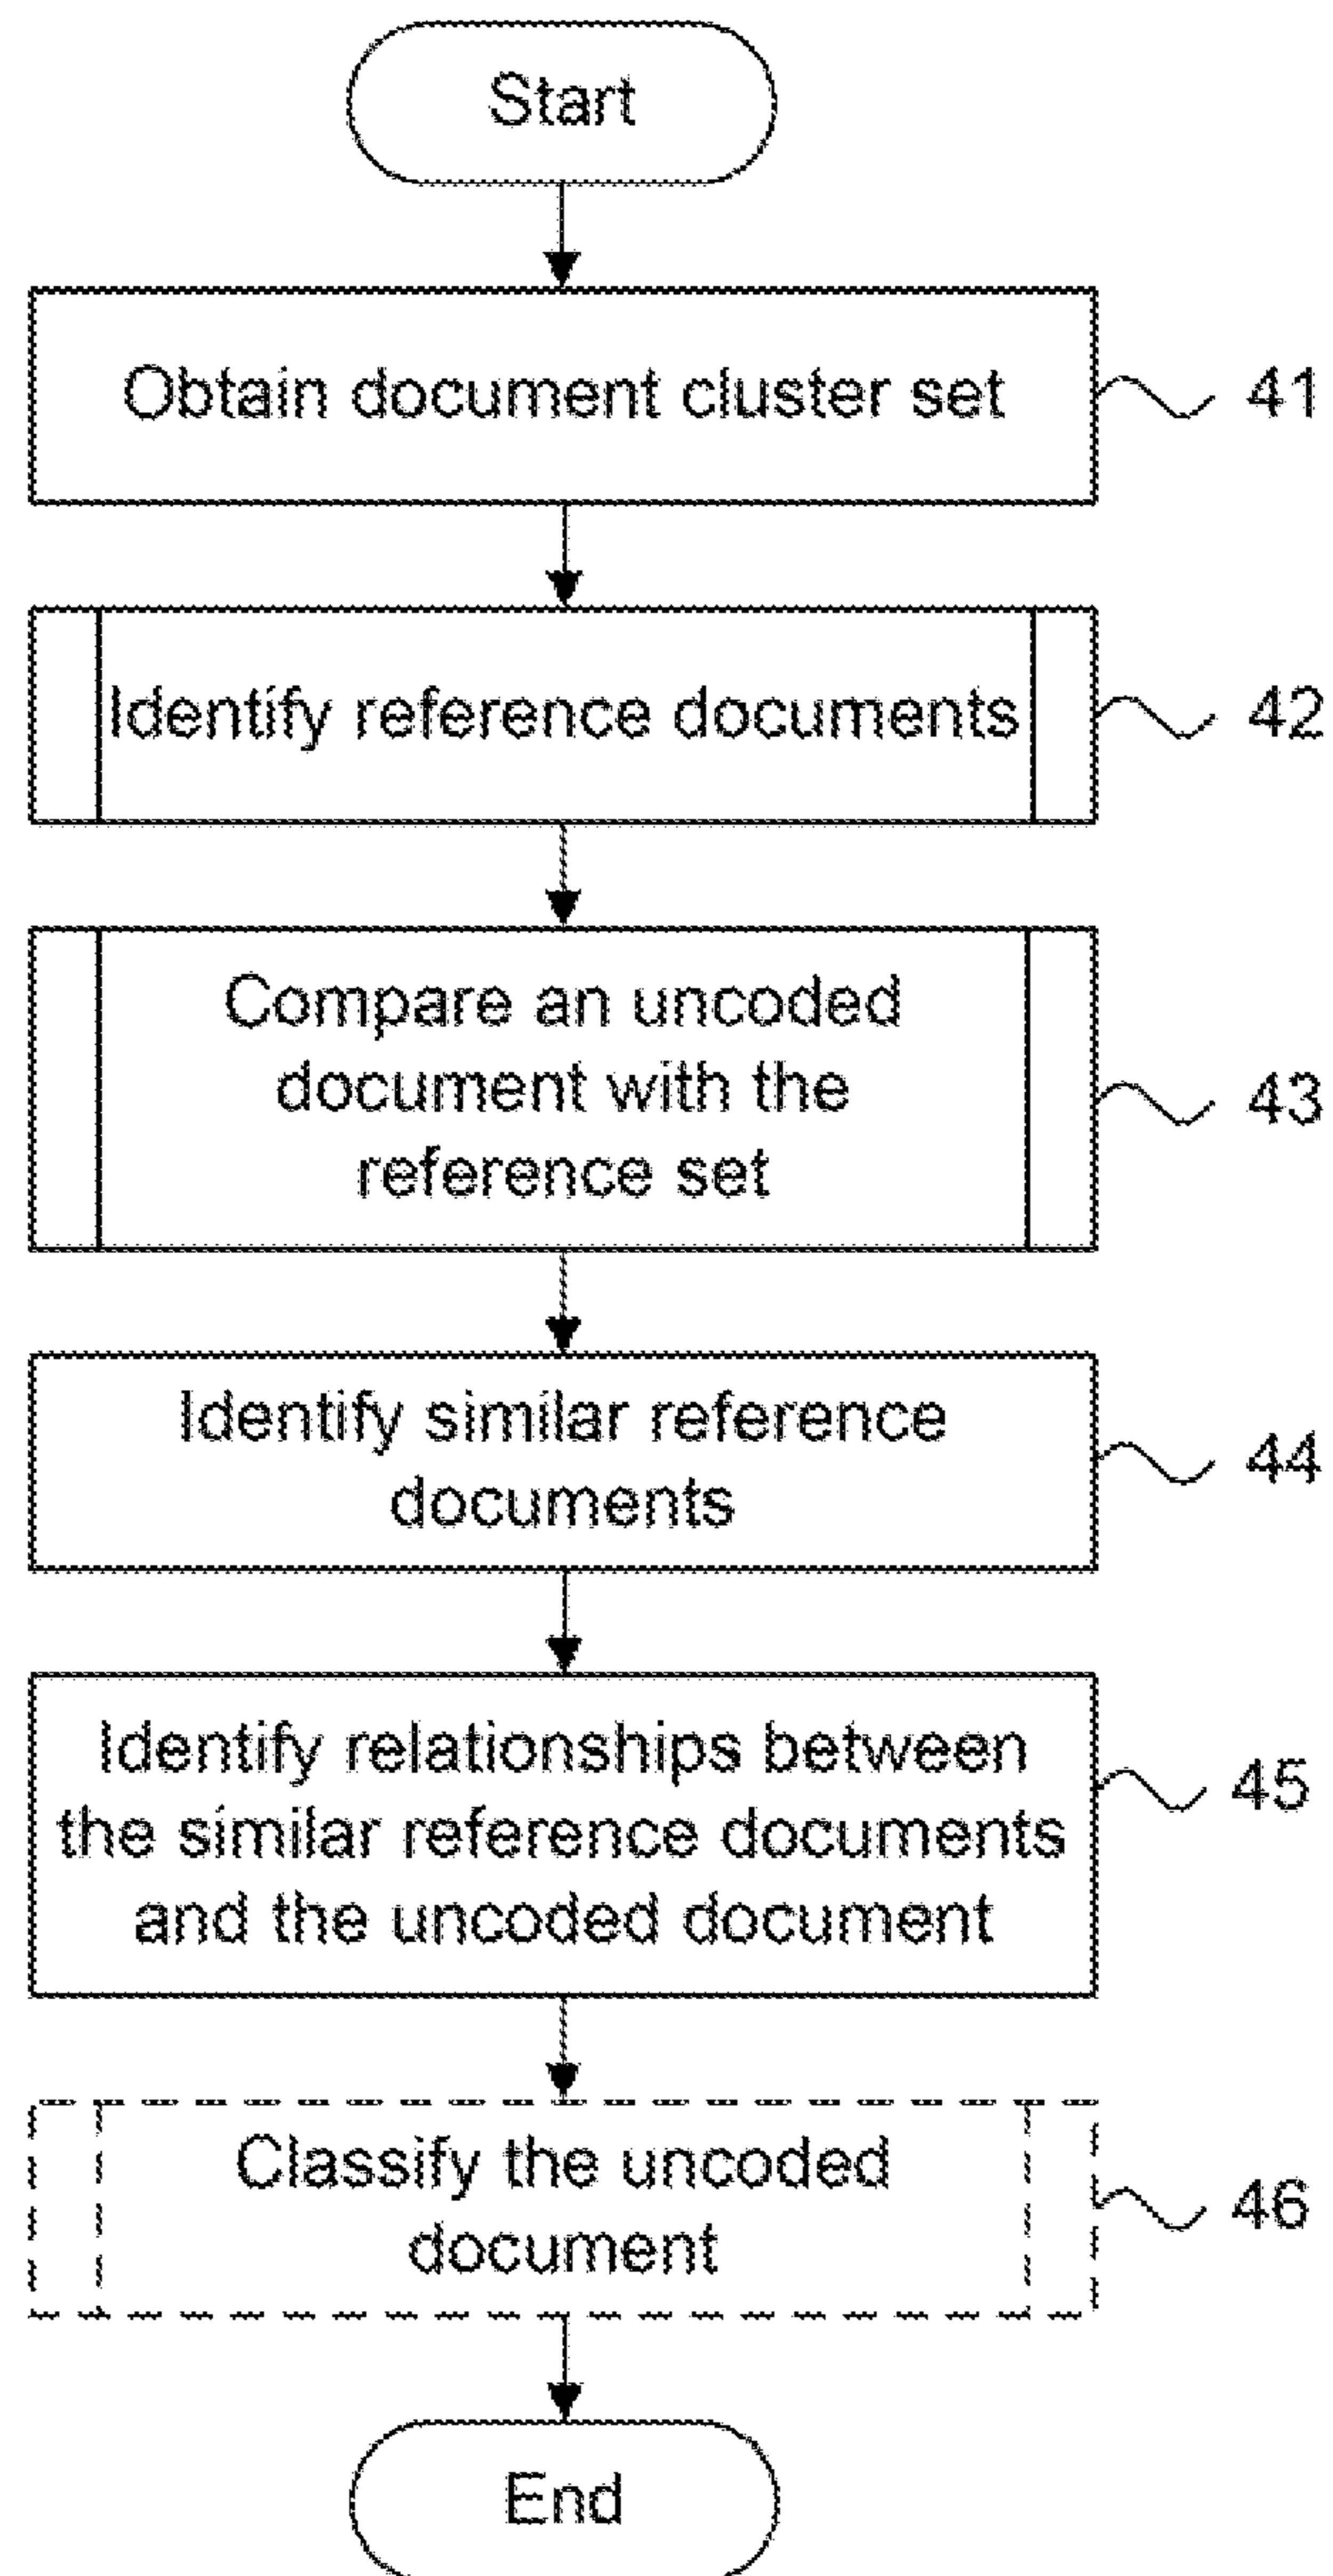 Start
Obtain document cluster set
41
Identify reference documents
42
Compare an uncoded
document with the
reference set
43
Identify similar reference
documents
44
Identify relationships between
the similar reference documents
and the uncoded document
45
Classify the uncoded
document
46
End